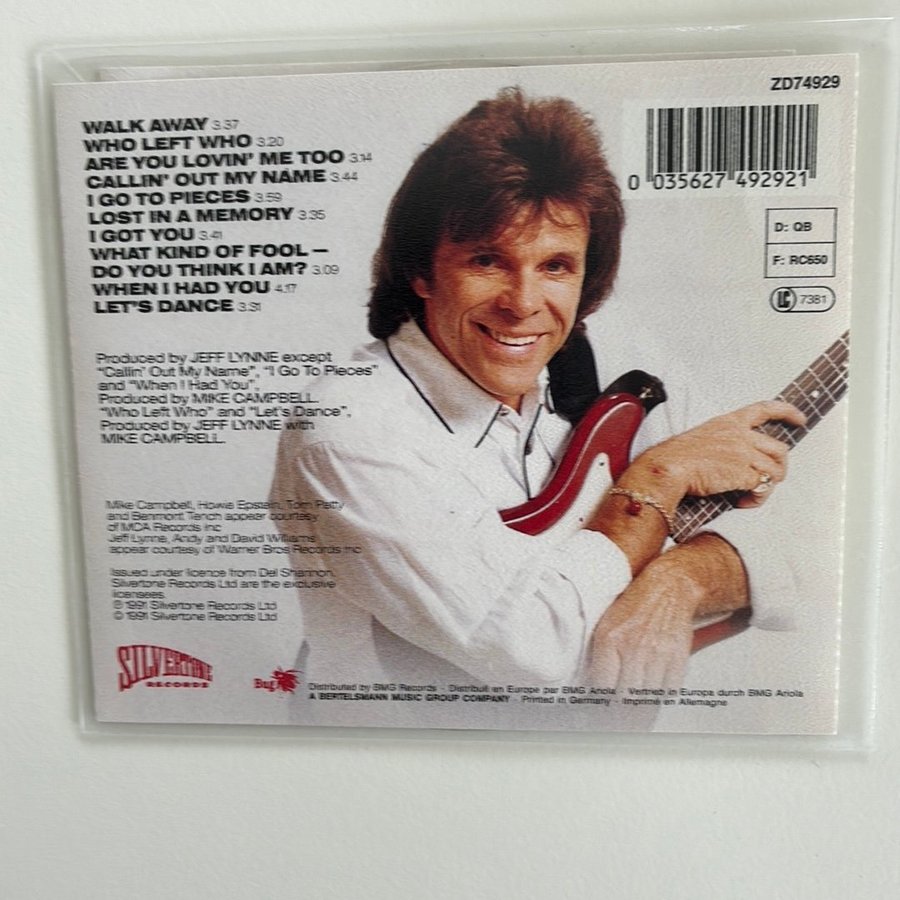 ZD74929
WALK AWAY 3.37
WHO LEFT WHO 3.20
ARE YOU LOVIN' ME TOO 3.14
CALLIN' OUT MY NAME 3.44
I GO TO PIECES 3.59
LOST IN A MEMORY 3.35
I GOT YOU 3.41
WHAT KIND OF FOOL –
DO YOU THINK I AM? 3.09
WHEN I HAD YOU 4.17
LET'S DANCE 3.31
0 035627 492921
D: QB
F: RC650
LC 7381
Produced by JEFF LYNNE except
"Callin' Out My Name", "I Go To Pieces"
and "When I Had You",
Produced by MIKE CAMPBELL.
"Who Left Who" and "Let's Dance",
Produced by JEFF LYNNE with
MIKE CAMPBELL.
Mike Campbell, Howie Epstein, Tom Petty
and Benmont Tench appear courtesy
of MCA Records inc
Jeff Lynne, Andy and David Williams
appear courtesy of Warner Bros Records inc
Issued under licence from Del Shannon.
Silvertone Records Ltd are the exclusive
licensees.
℗ 1991 Silvertone Records Ltd
© 1991 Silvertone Records Ltd
SILVERTONE
RECORDS
Bug
Distributed by BMG Records · Distribué en Europe par BMG Ariola · Vertrieb in Europa durch BMG Ariola
A BERTELSMANN MUSIC GROUP COMPANY · Printed in Germany · Imprimé en Allemagne